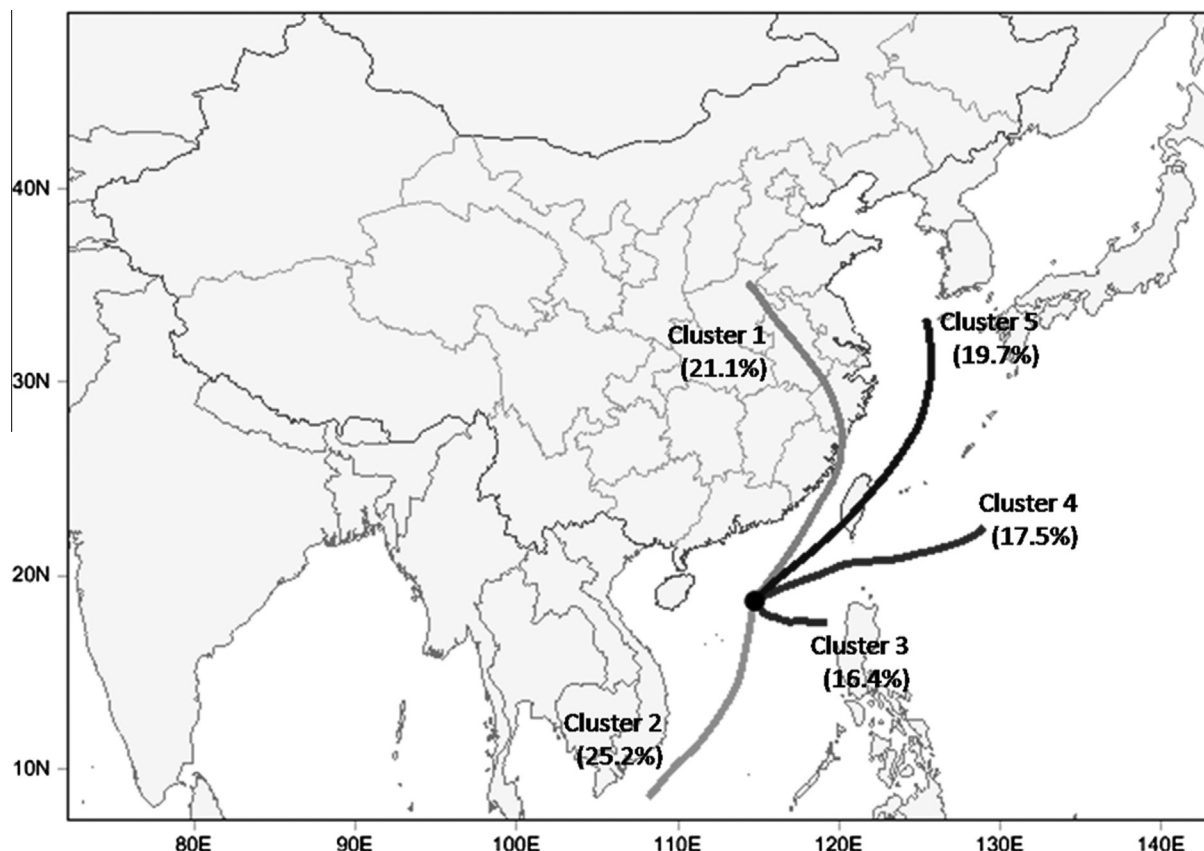 40N
30N
20N
10N
Cluster 1
(21.1%)
Cluster 5
(19.7%)
Cluster 4
(17.5%)
Cluster 3
(16.4%)
Cluster 2
(25.2%)
80E
90E
100E
110E
120E
130E
140E